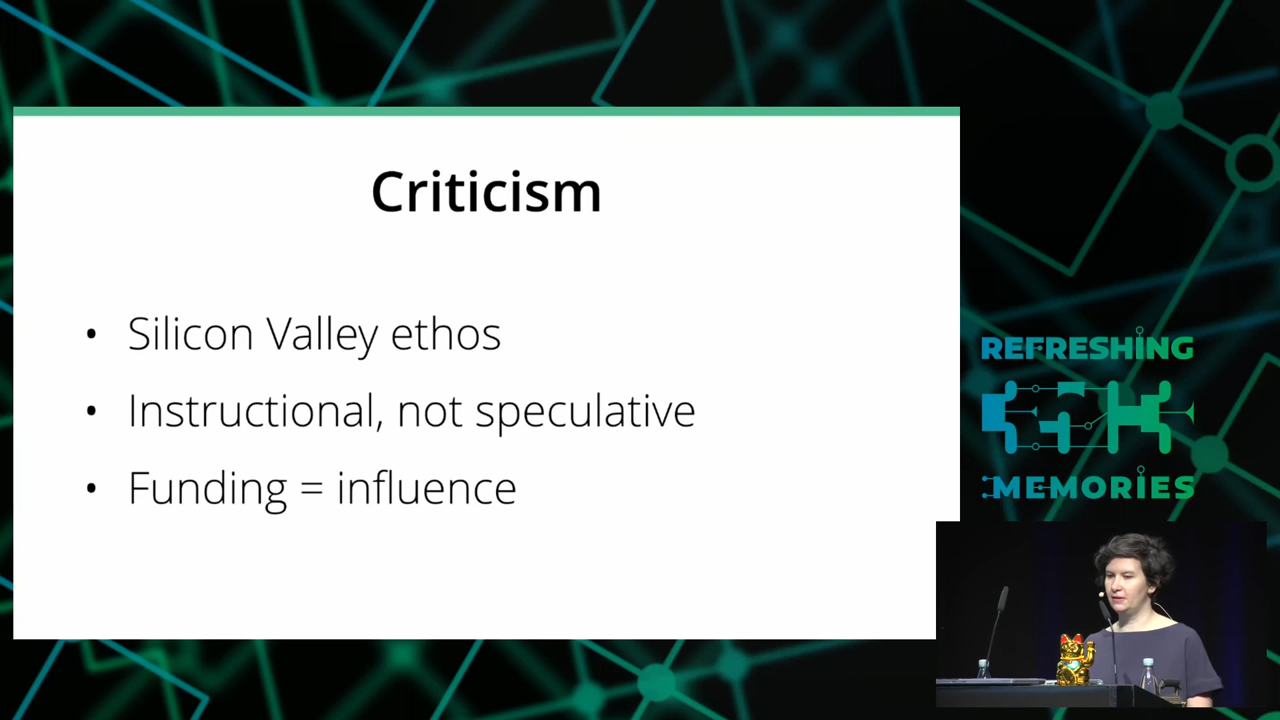 Criticism
• Silicon Valley ethos
• Instructional, not speculative
• Funding = influence
REFRESHING
MEMORIES